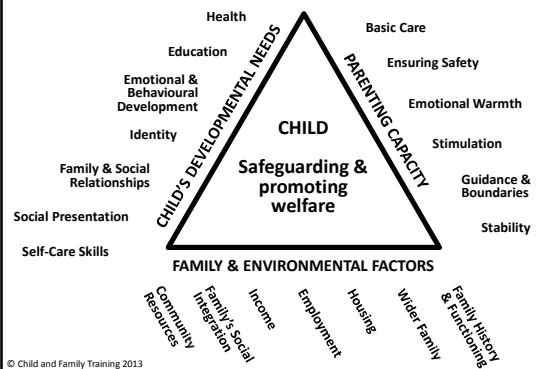 Health
Education
Emotional &
Behavioural
Development
Identity
Family & Social
Relationships
Social Presentation
Self-Care Skills
CHILD'S DEVELOPMENTAL NEEDS
CHILD
Safeguarding &
promoting
welfare
PARENTING CAPACITY
Basic Care
Ensuring Safety
Emotional Warmth
Stimulation
Guidance &
Boundaries
Stability
FAMILY & ENVIRONMENTAL FACTORS
Community
Resources
Family's Social
Integration
Income
Employment
Housing
Wider Family
Family History
& Functioning
© Child and Family Training 2013